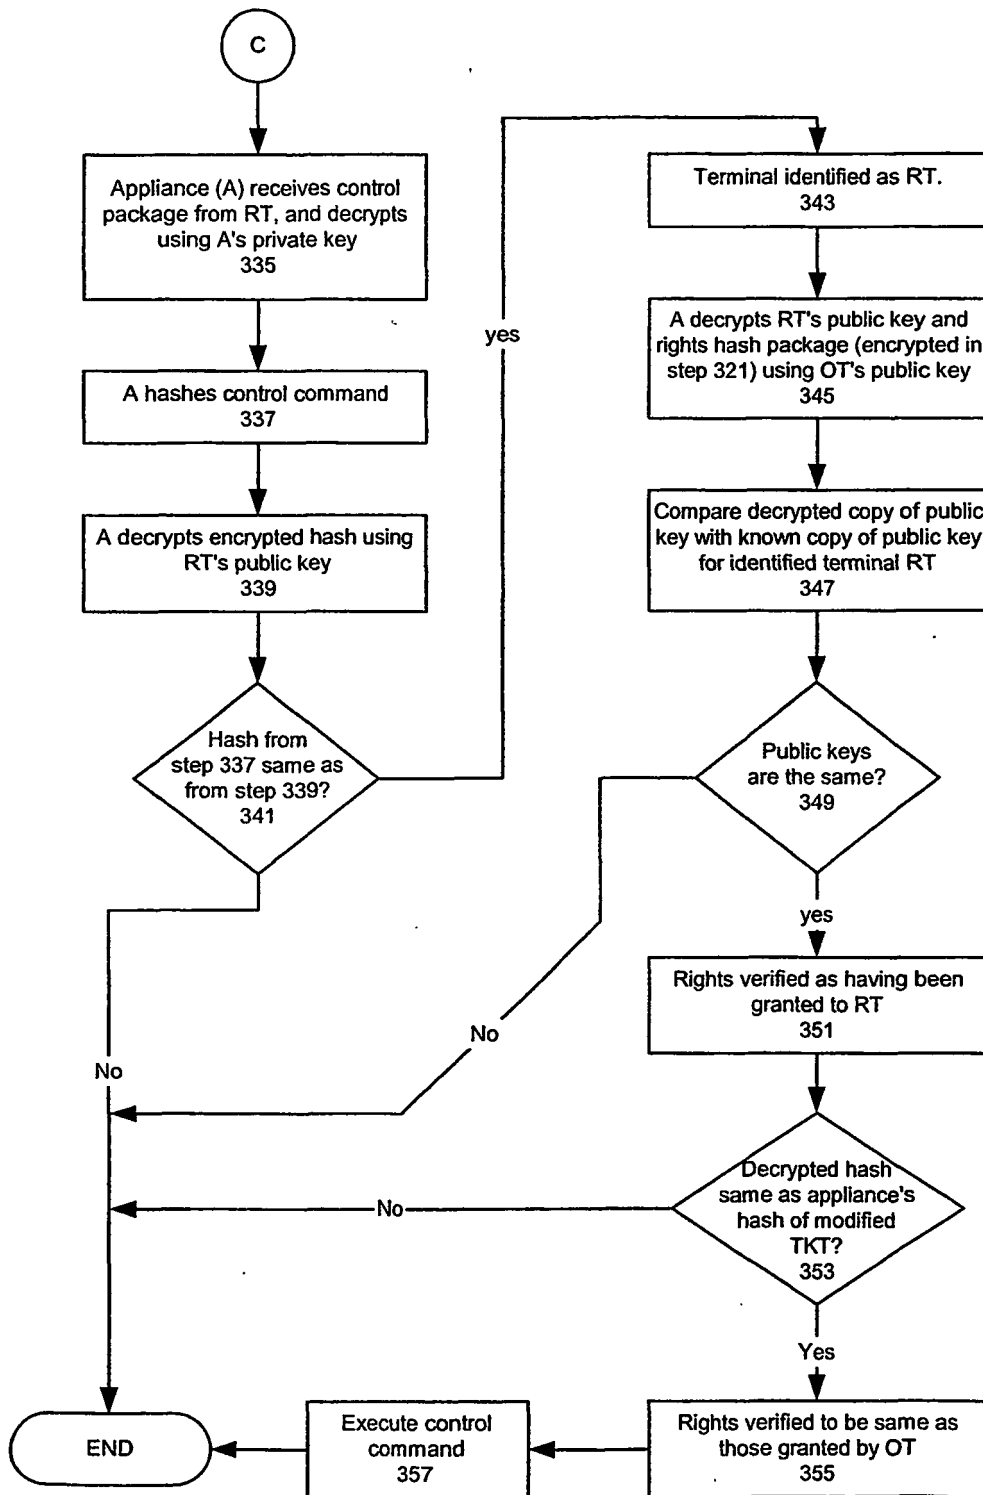 C
Appliance (A) receives control
package from RT, and decrypts
using A's private key
335
A hashes control command
337
A decrypts encrypted hash using
RT's public key
339
Hash from
step 337 same as
from step 339?
341
yes
No
Terminal identified as RT.
343
A decrypts RT's public key and
rights hash package (encrypted in
step 321) using OT's public key
345
Compare decrypted copy of public
key with known copy of public key
for identified terminal RT
347
Public keys
are the same?
349
yes
No
Rights verified as having been
granted to RT
351
Decrypted hash
same as appliance's
hash of modified
TKT?
353
No
Yes
Rights verified to be same as
those granted by OT
355
Execute control
command
357
END